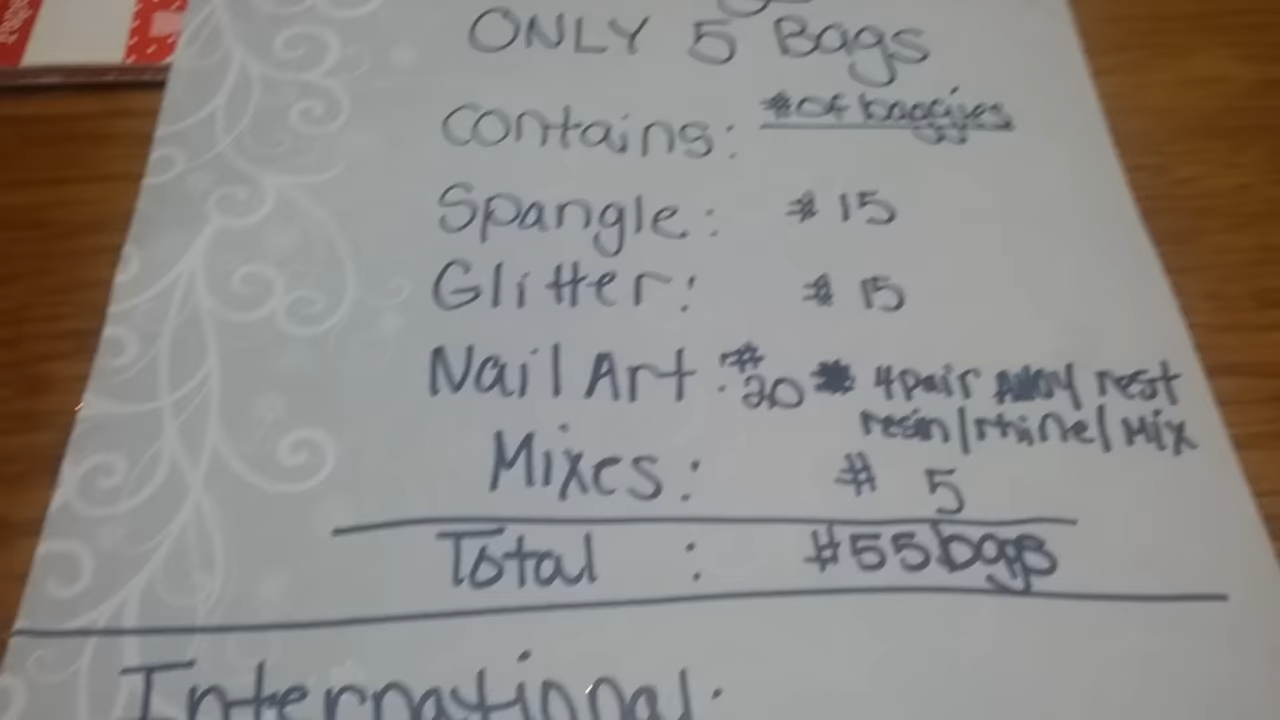 ONLY 5 Bags
Contains: # of baggies
Spangle: # 15
Glitter: # 15
Nail Art: # 20 * 4 pair Alloy rest
resin/rhine/Mix
Mixes: # 5
Total : #55 bags
International: